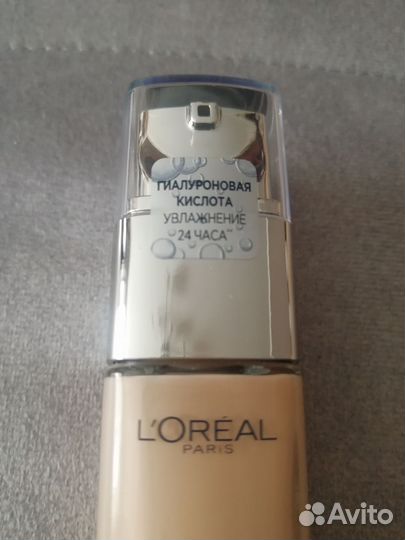 ГИАЛУРОНОВАЯ
КИСЛОТА
УВЛАЖНЕНИЕ
24 ЧАСА**
L'ORÉAL
PARIS
Avito